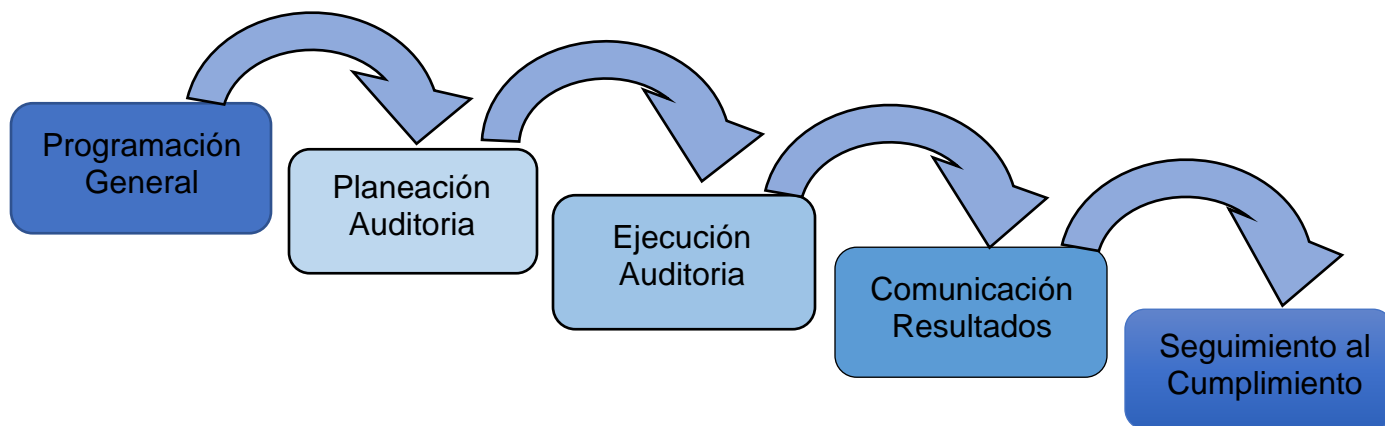 Programación
General
Planeación
Auditoria
Ejecución
Auditoria
Comunicación
Resultados
Seguimiento al
Cumplimiento